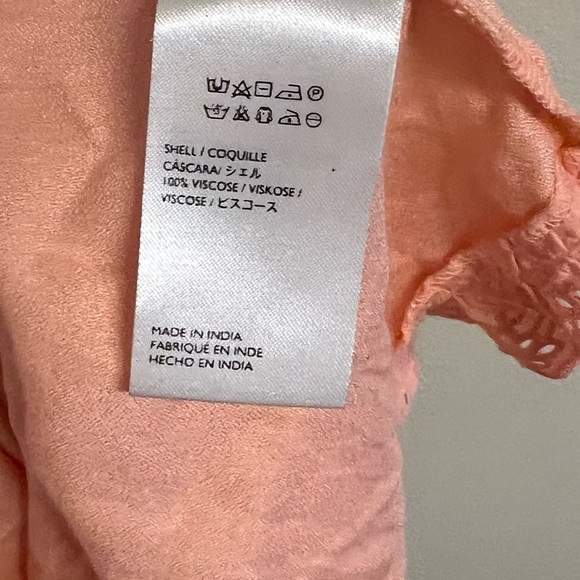 SHELL / COQUILLE
CÁSCARA/ シェル
100% VISCOSE / VISKOSE /
VISCOSE / ビスコース
MADE IN INDIA
FABRIQUÉ EN INDE
HECHO EN INDIA